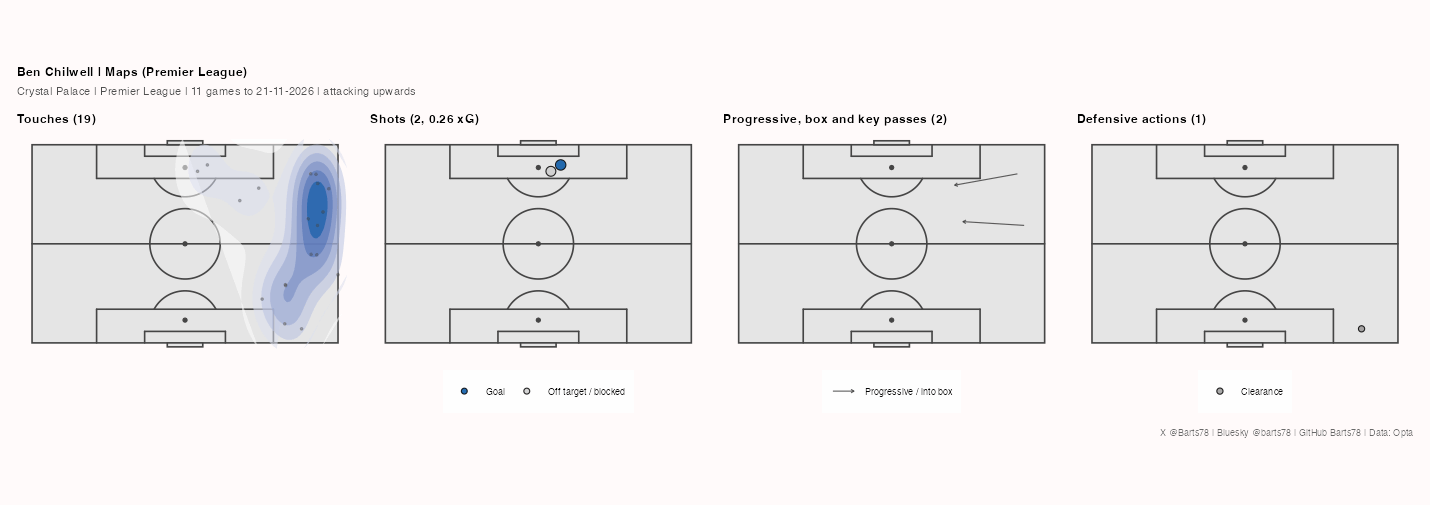 Ben Chilwell | Maps (Premier League)
Crystal Palace | Premier League | 11 games to 21-11-2026 | attacking upwards
Touches (19)
Shots (2, 0.26 xG)
Progressive, box and key passes (2)
Defensive actions (1)
Goal
Off target / blocked
Progressive / into box
Clearance
X @Barts78 | Bluesky @barts78 | GitHub Barts78 | Data: Opta